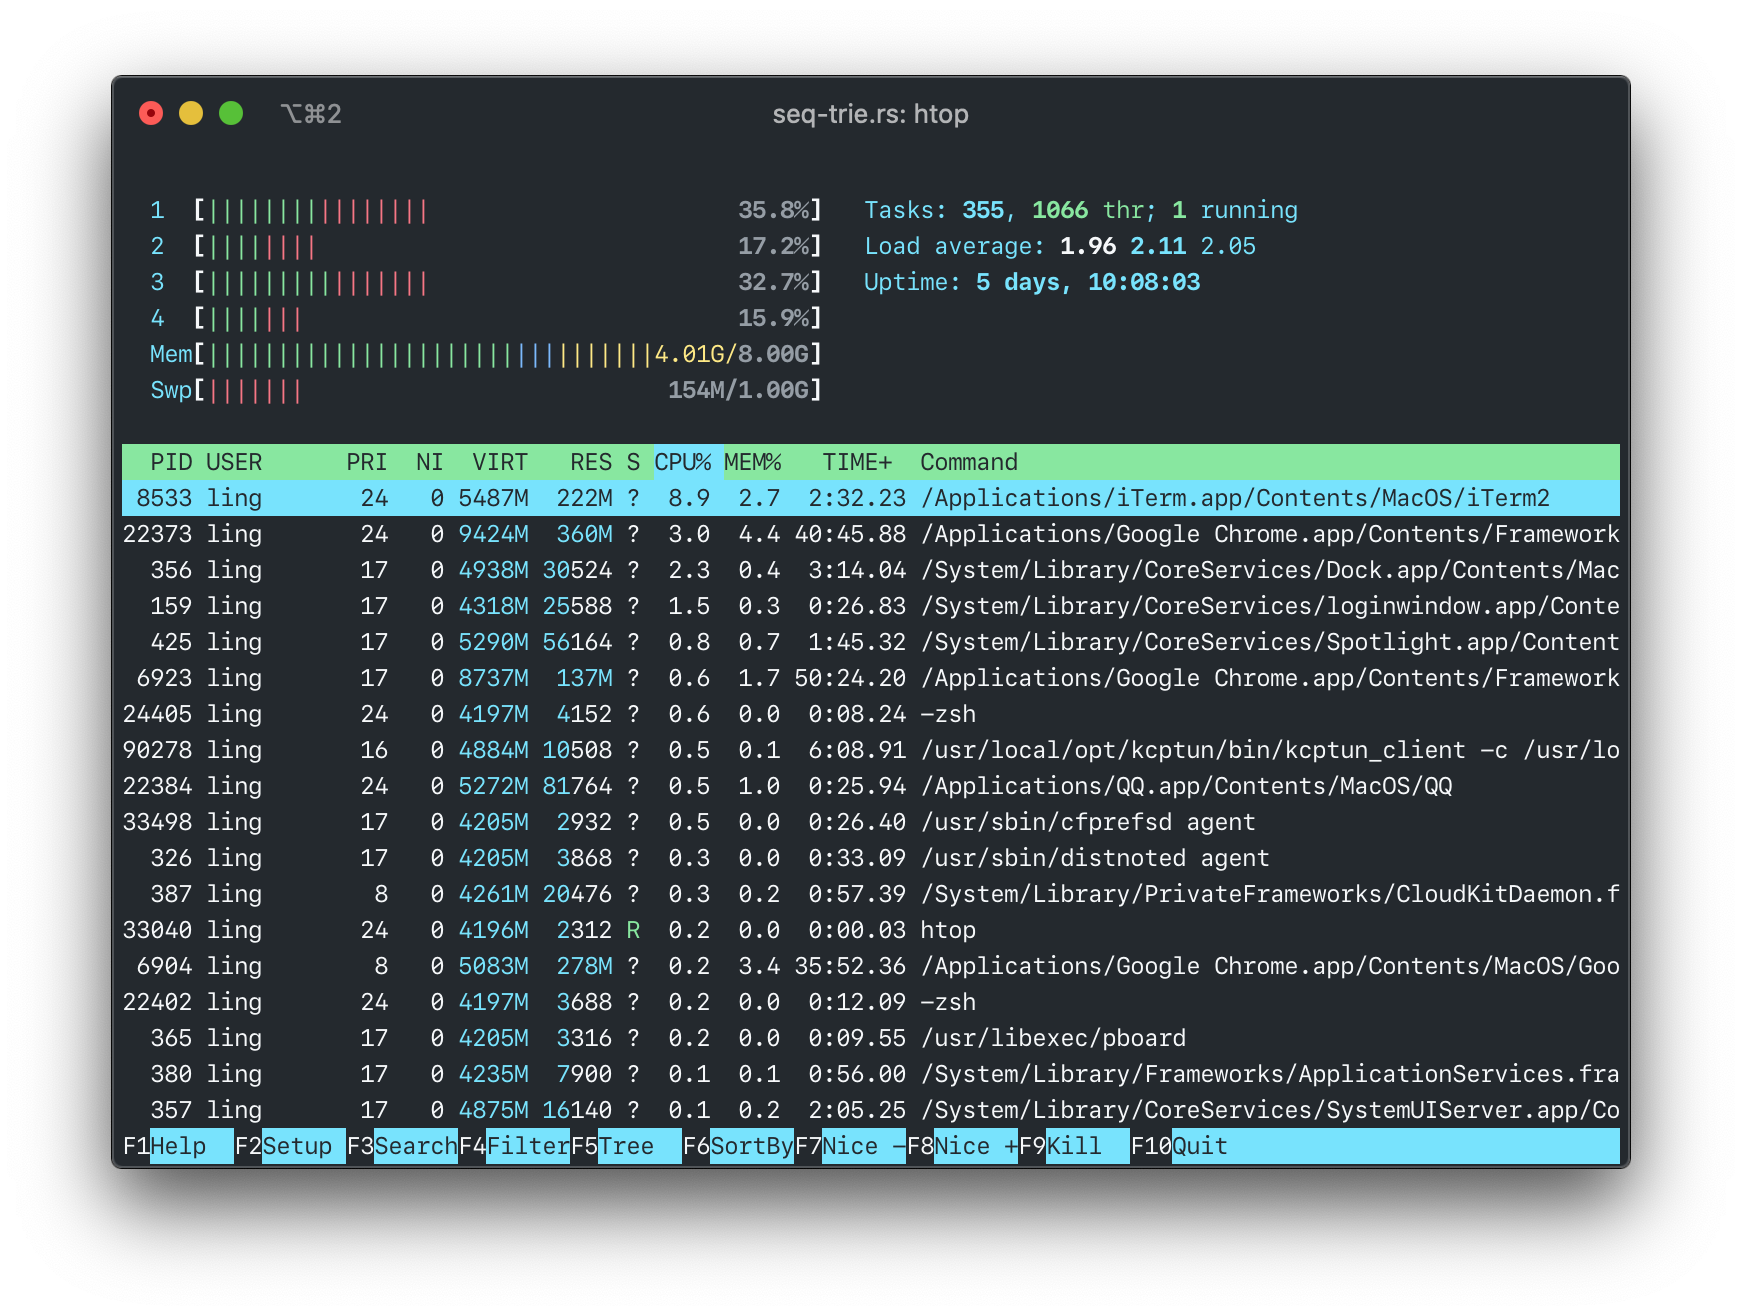 ⌥⌘2 seq-trie.rs: htop
1 [||||||||||||||||35.8%] Tasks: 355, 1066 thr; 1 running
2 [||||||||17.2%] Load average: 1.96 2.11 2.05
3 [||||||||||||||||32.7%] Uptime: 5 days, 10:08:03
4 [|||||||15.9%]
Mem[||||||||||||||||||||||||||||||||4.01G/8.00G]
Swp[|||||||154M/1.00G]
PID USER PRI NI VIRT RES S CPU% MEM% TIME+ Command
8533 ling 24 0 5487M 222M ? 8.9 2.7 2:32.23 /Applications/iTerm.app/Contents/MacOS/iTerm2
22373 ling 24 0 9424M 360M ? 3.0 4.4 40:45.88 /Applications/Google Chrome.app/Contents/Framework
356 ling 17 0 4938M 30524 ? 2.3 0.4 3:14.04 /System/Library/CoreServices/Dock.app/Contents/Mac
159 ling 17 0 4318M 25588 ? 1.5 0.3 0:26.83 /System/Library/CoreServices/loginwindow.app/Conte
425 ling 17 0 5290M 56164 ? 0.8 0.7 1:45.32 /System/Library/CoreServices/Spotlight.app/Content
6923 ling 17 0 8737M 137M ? 0.6 1.7 50:24.20 /Applications/Google Chrome.app/Contents/Framework
24405 ling 24 0 4197M 4152 ? 0.6 0.0 0:08.24 -zsh
90278 ling 16 0 4884M 10508 ? 0.5 0.1 6:08.91 /usr/local/opt/kcptun/bin/kcptun_client -c /usr/lo
22384 ling 24 0 5272M 81764 ? 0.5 1.0 0:25.94 /Applications/QQ.app/Contents/MacOS/QQ
33498 ling 17 0 4205M 2932 ? 0.5 0.0 0:26.40 /usr/sbin/cfprefsd agent
326 ling 17 0 4205M 3868 ? 0.3 0.0 0:33.09 /usr/sbin/distnoted agent
387 ling 8 0 4261M 20476 ? 0.3 0.2 0:57.39 /System/Library/PrivateFrameworks/CloudKitDaemon.f
33040 ling 24 0 4196M 2312 R 0.2 0.0 0:00.03 htop
6904 ling 8 0 5083M 278M ? 0.2 3.4 35:52.36 /Applications/Google Chrome.app/Contents/MacOS/Goo
22402 ling 24 0 4197M 3688 ? 0.2 0.0 0:12.09 -zsh
365 ling 17 0 4205M 3316 ? 0.2 0.0 0:09.55 /usr/libexec/pboard
380 ling 17 0 4235M 7900 ? 0.1 0.1 0:56.00 /System/Library/Frameworks/ApplicationServices.fra
357 ling 17 0 4875M 16140 ? 0.1 0.2 2:05.25 /System/Library/CoreServices/SystemUIServer.app/Co
F1Help F2Setup F3SearchF4FilterF5Tree F6SortByF7Nice -F8Nice +F9Kill F10Quit